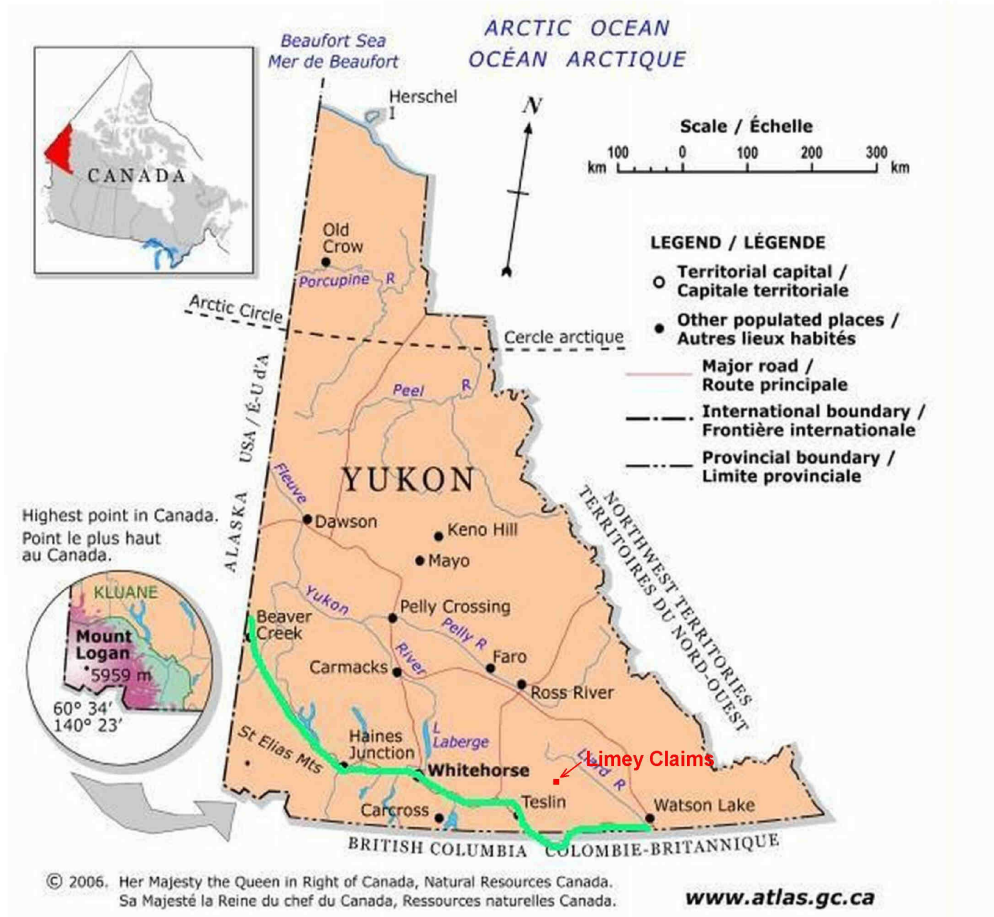 ARCTIC OCEAN
OCÉAN ARCTIQUE
Beaufort Sea
Mer de Beaufort
Herschel
I
N
Scale / Échelle
km 100 0 100 200 300 km
CANADA
LEGEND / LÉGENDE
Territorial capital /
Capitale territoriale
Other populated places /
Autres lieux habités
Major road /
Route principale
International boundary /
Frontière internationale
Provincial boundary /
Limite provinciale
Old
Crow
Porcupine R
Arctic Circle
Cercle arctique
Peel R
ALASKA USA / É-U d'A
YUKON
Fleuve
Dawson
Keno Hill
Mayo
NORTHWEST TERRITORIES
TERRITOIRES DU NORD-OUEST
Highest point in Canada.
Point le plus haut
au Canada.
KLUANE
Mount
Logan
5959 m
60° 34'
140° 23'
Beaver
Creek
Yukon
River
Pelly Crossing
Pelly R
Faro
Carmacks
Ross River
L
Laberge
St Elias Mts
Haines
Junction
Whitehorse
Limey Claims
Liard R
Carcross
Teslin
Watson Lake
BRITISH COLUMBIA COLOMBIE-BRITANNIQUE
© 2006. Her Majesty the Queen in Right of Canada, Natural Resources Canada.
Sa Majesté la Reine du chef du Canada, Ressources naturelles Canada.
www.atlas.gc.ca